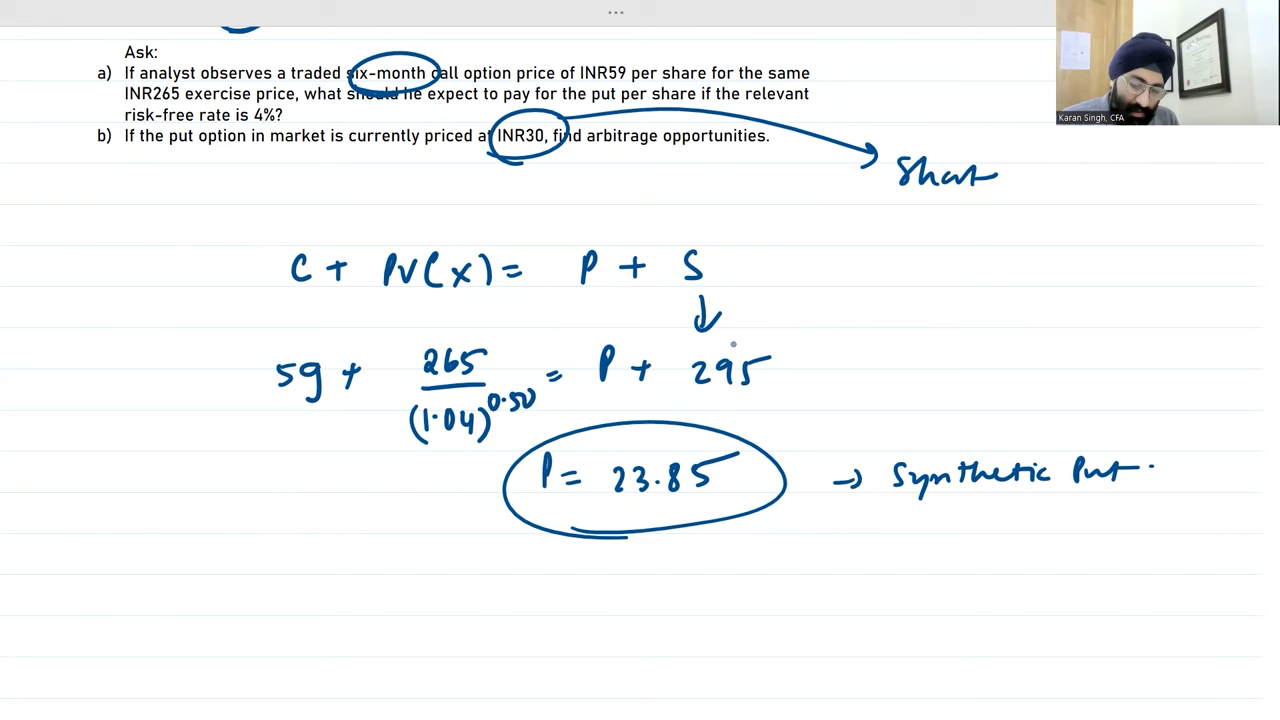 Ask:
a) If analyst observes a traded six-month call option price of INR59 per share for the same
INR265 exercise price, what should he expect to pay for the put per share if the relevant
risk-free rate is 4%?
b) If the put option in market is currently priced at INR30, find arbitrage opportunities.
Short
C + PV(X) = P + S
59 + 265 / (1.04)^0.50 = P + 295
P = 23.85 → Synthetic Put.
Karan Singh, CFA